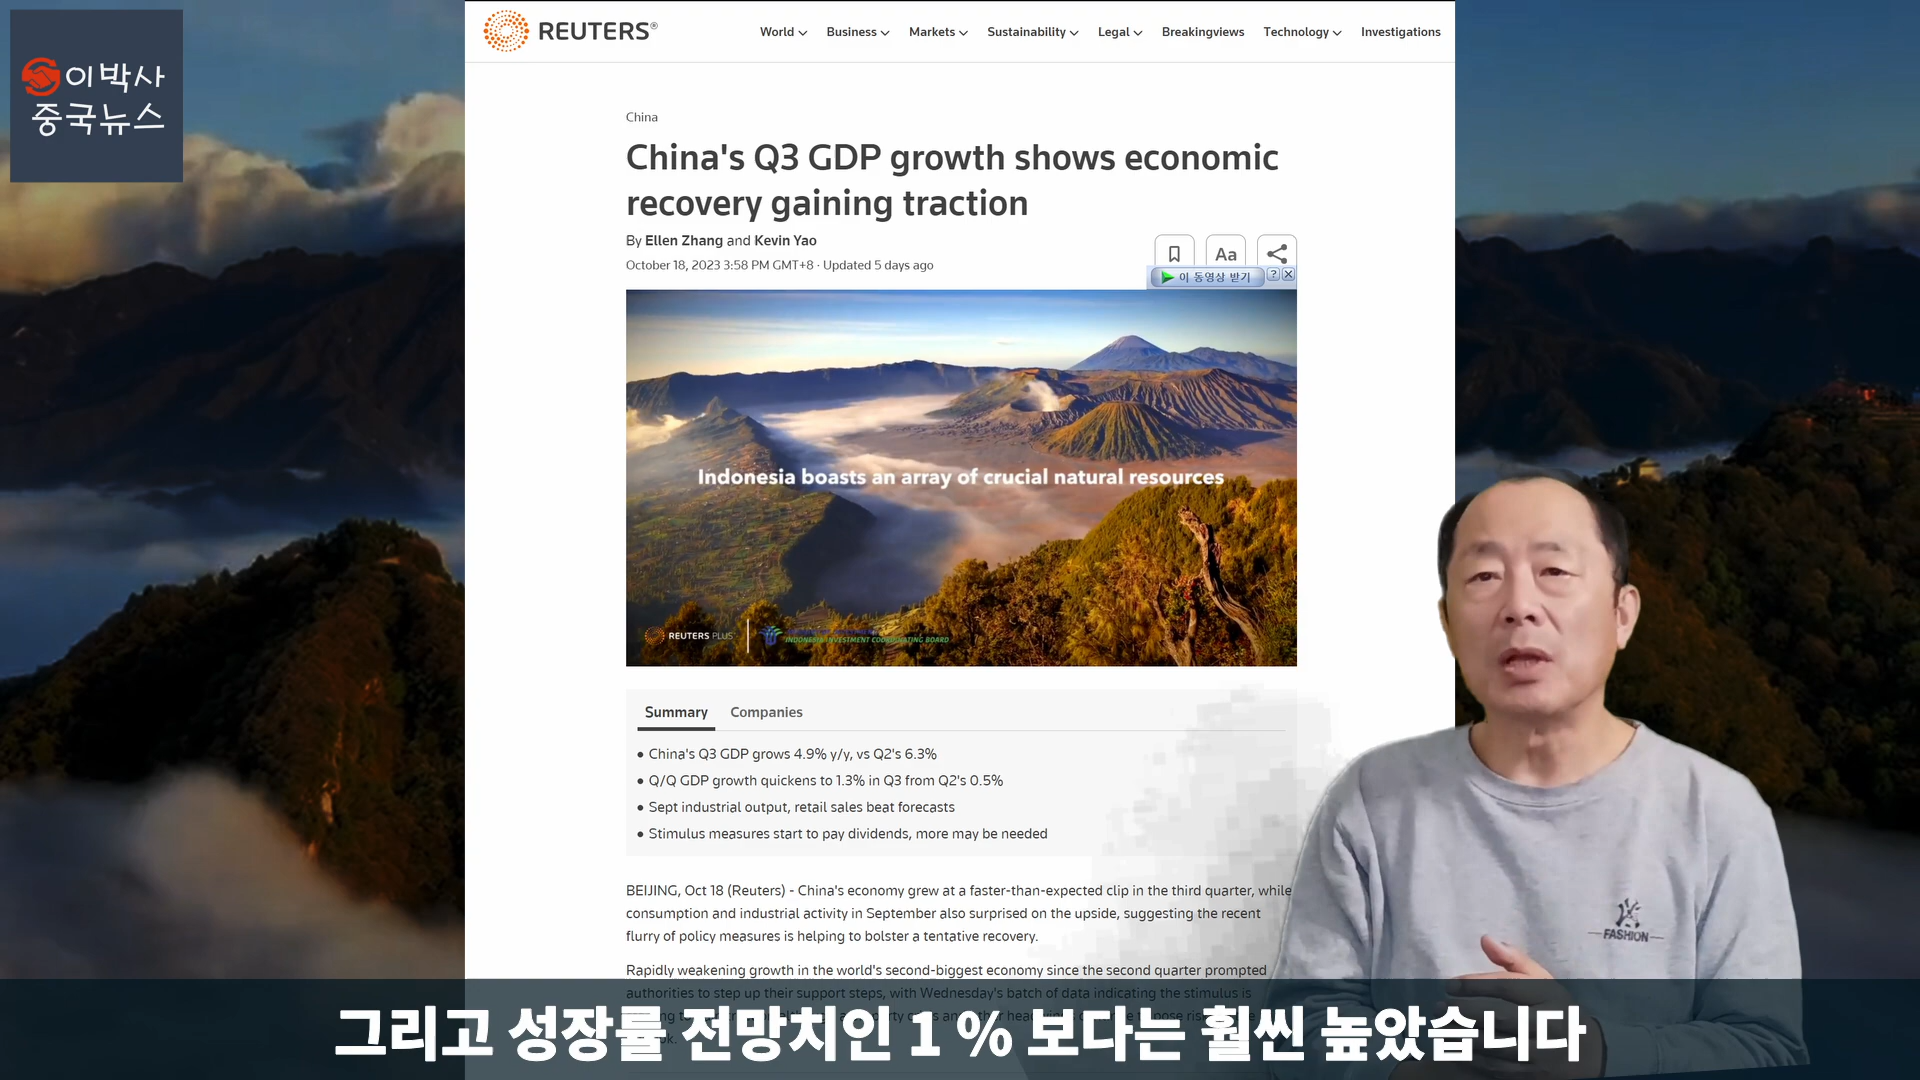 이박사
중국뉴스
REUTERS®
World Business Markets Sustainability Legal Breakingviews Technology Investigations
China
China's Q3 GDP growth shows economic
recovery gaining traction
By Ellen Zhang and Kevin Yao
October 18, 2023 3:58 PM GMT+8 · Updated 5 days ago
Aa
이 동영상 받기 ? X
Indonesia boasts an array of crucial natural resources
REUTERS PLUS
INDONESIA INVESTMENT COORDINATING BOARD
Summary Companies
• China's Q3 GDP grows 4.9% y/y, vs Q2's 6.3%
• Q/Q GDP growth quickens to 1.3% in Q3 from Q2's 0.5%
• Sept industrial output, retail sales beat forecasts
• Stimulus measures start to pay dividends, more may be needed
BEIJING, Oct 18 (Reuters) - China's economy grew at a faster-than-expected clip in the third quarter, while
consumption and industrial activity in September also surprised on the upside, suggesting the recent
flurry of policy measures is helping to bolster a tentative recovery.
Rapidly weakening growth in the world's second-biggest economy since the second quarter prompted
authorities to step up their support steps, with Wednesday's batch of data indicating the stimulus is
FASHION
그리고 성장률 전망치인 1 % 보다는 훨씬 높았습니다